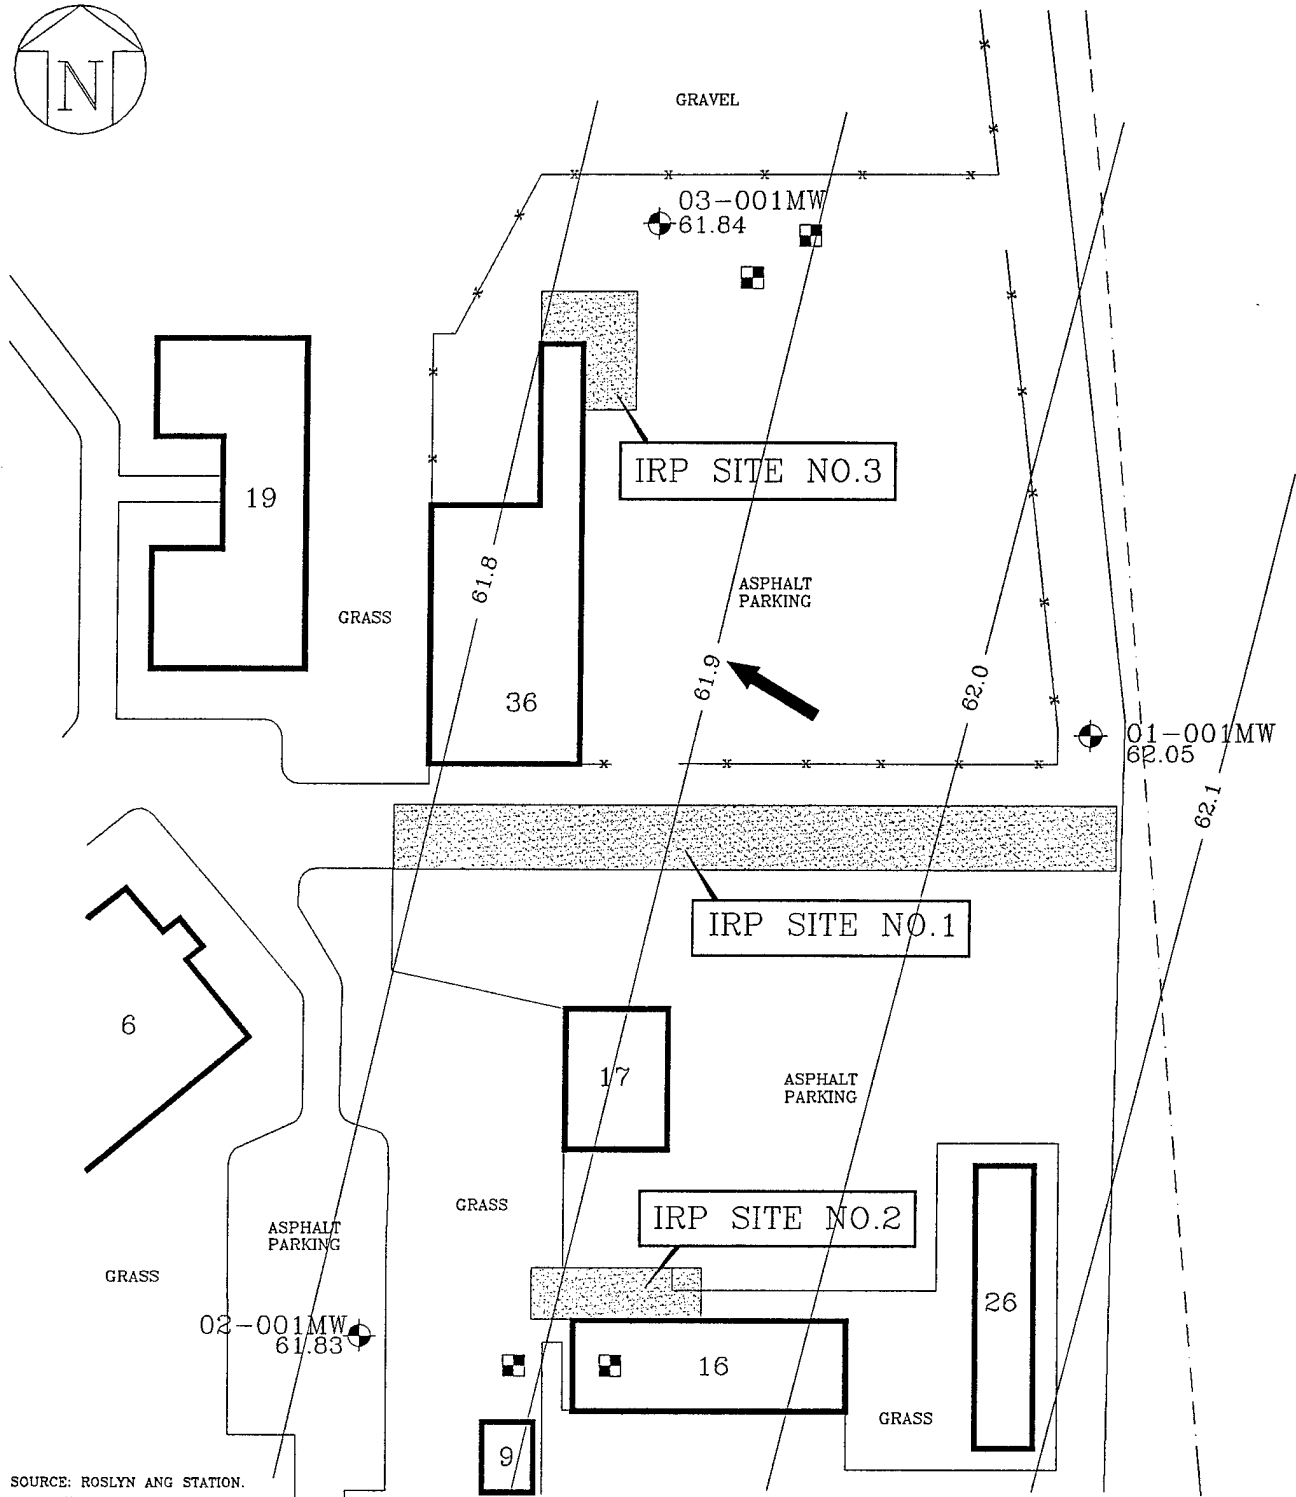 N
GRAVEL
03-001MW
61.84
IRP SITE NO.3
19
61.8
ASPHALT
PARKING
GRASS
61.9
62.0
36
01-001MW
62.05
62.1
IRP SITE NO.1
6
17
ASPHALT
PARKING
GRASS
IRP SITE NO.2
ASPHALT
PARKING
GRASS
26
02-001MW
61.83
16
GRASS
9
SOURCE: ROSLYN ANG STATION.